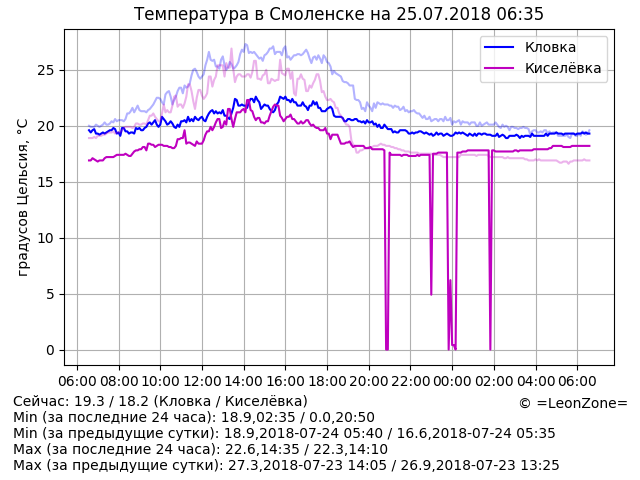 Температура в Смоленске на 25.07.2018 06:35
градусов Цельсия, °C
25
20
15
10
5
0
Кловка
Киселёвка
06:00 08:00 10:00 12:00 14:00 16:00 18:00 20:00 22:00 00:00 02:00 04:00 06:00
Сейчас: 19.3 / 18.2 (Кловка / Киселёвка)
© =LeonZone=
Min (за последние 24 часа): 18.9,02:35 / 0.0,20:50
Min (за предыдущие сутки): 18.9,2018-07-24 05:40 / 16.6,2018-07-24 05:35
Max (за последние 24 часа): 22.6,14:35 / 22.3,14:10
Max (за предыдущие сутки): 27.3,2018-07-23 14:05 / 26.9,2018-07-23 13:25